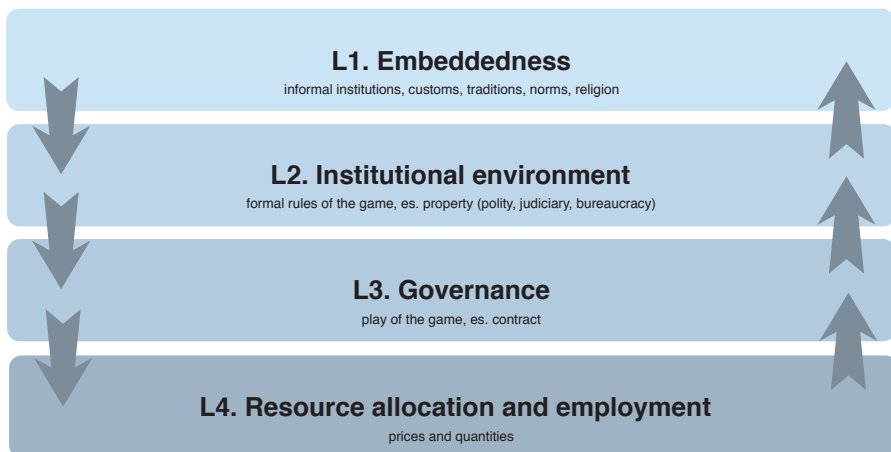 L1. Embeddedness
informal institutions, customs, traditions, norms, religion
L2. Institutional environment
formal rules of the game, es. property (polity, judiciary, bureaucracy)
L3. Governance
play of the game, es. contract
L4. Resource allocation and employment
prices and quantities